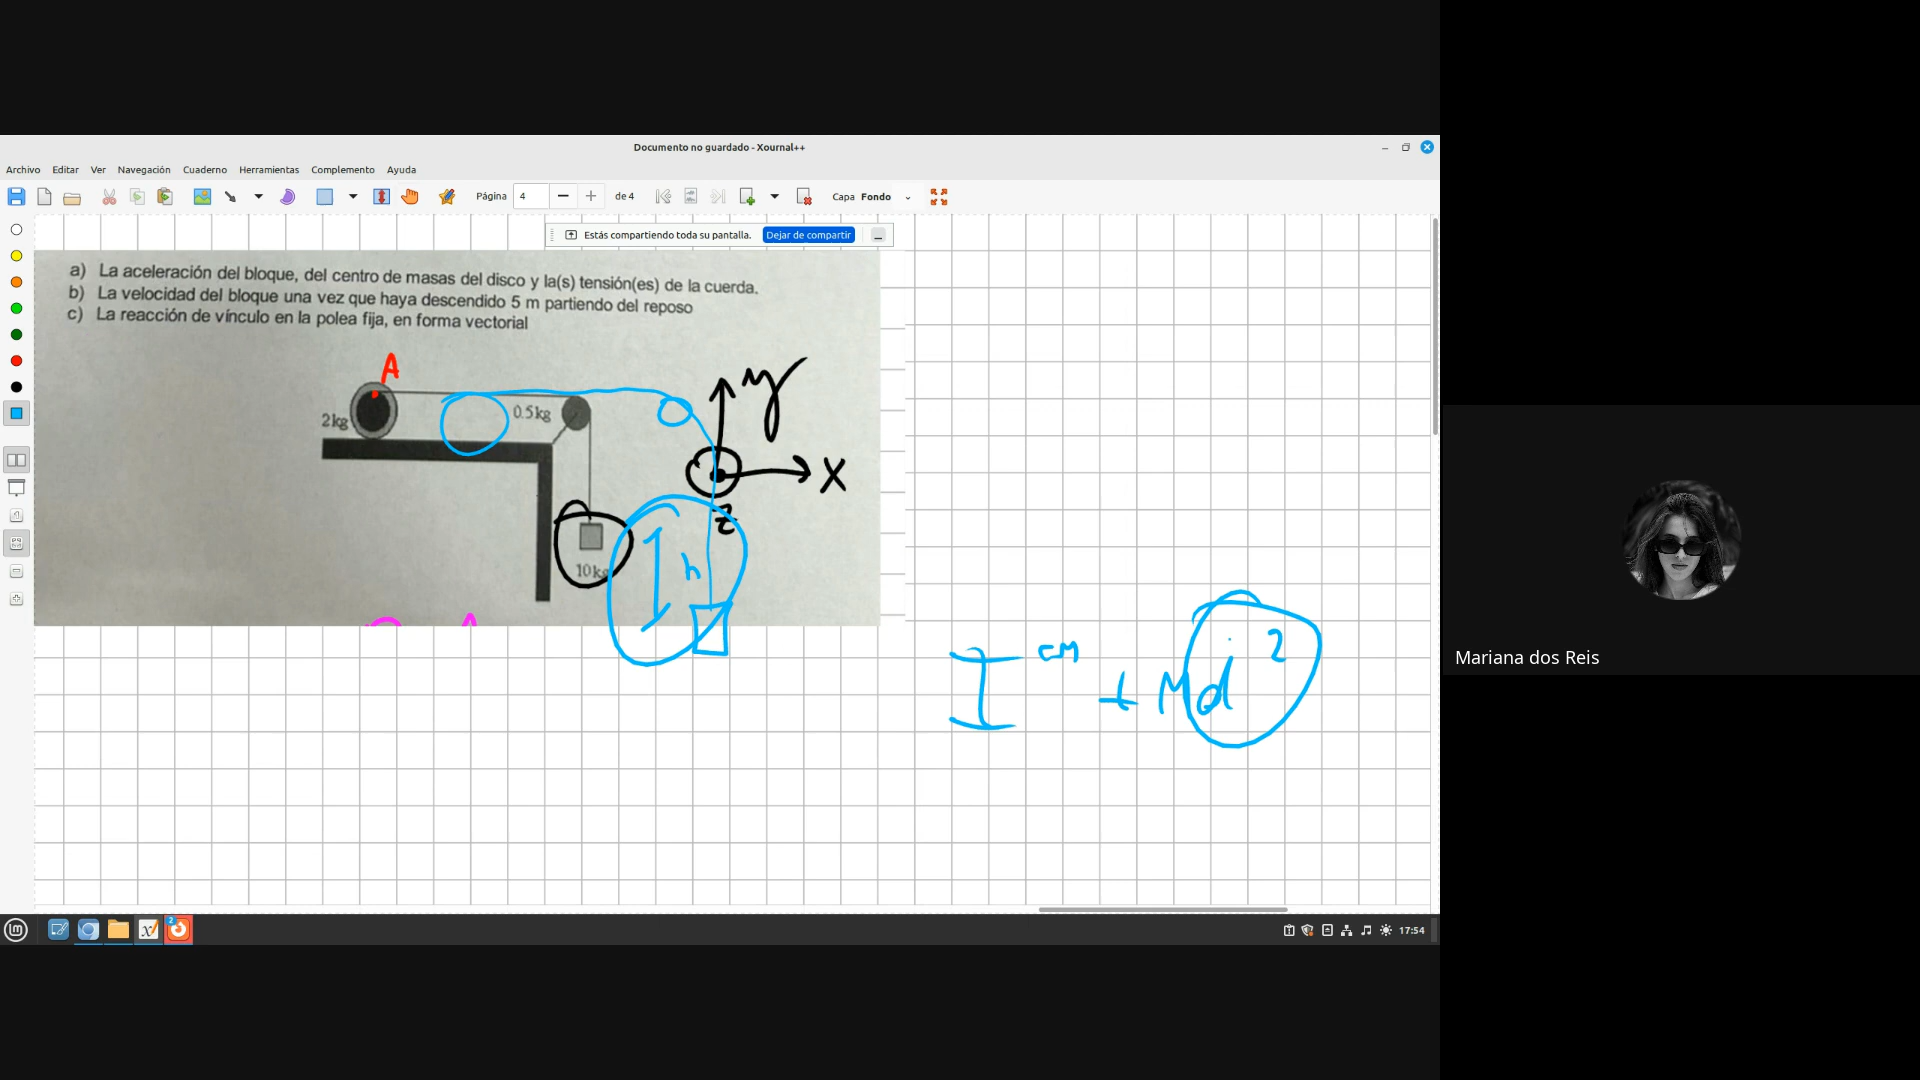 Documento no guardado - Xournal++
Archivo Editar Ver Navegación Cuaderno Herramientas Complemento Ayuda
Página 4 de 4 Capa Fondo
Estás compartiendo toda su pantalla. Dejar de compartir
a) La aceleración del bloque, del centro de masas del disco y la(s) tensión(es) de la cuerda.
b) La velocidad del bloque una vez que haya descendido 5 m partiendo del reposo
c) La reacción de vínculo en la polea fija, en forma vectorial
A
y
2kg
0.5kg
X
z
h
10kg
I cm + Md 2
Mariana dos Reis
2
17:54